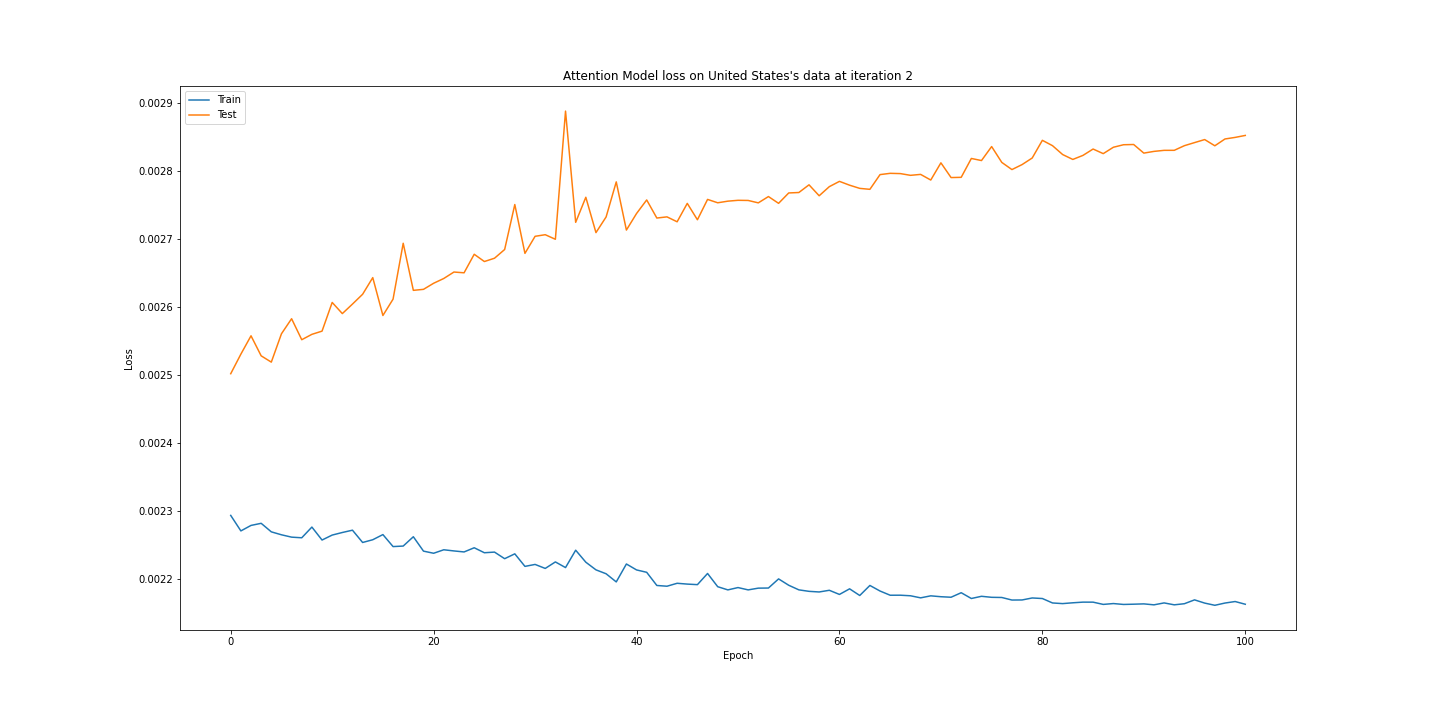 Attention Model loss on United States's data at iteration 2
Train
Test
0.0029
0.0028
0.0027
0.0026
0.0025
0.0024
0.0023
0.0022
Loss
0 20 40 60 80 100
Epoch